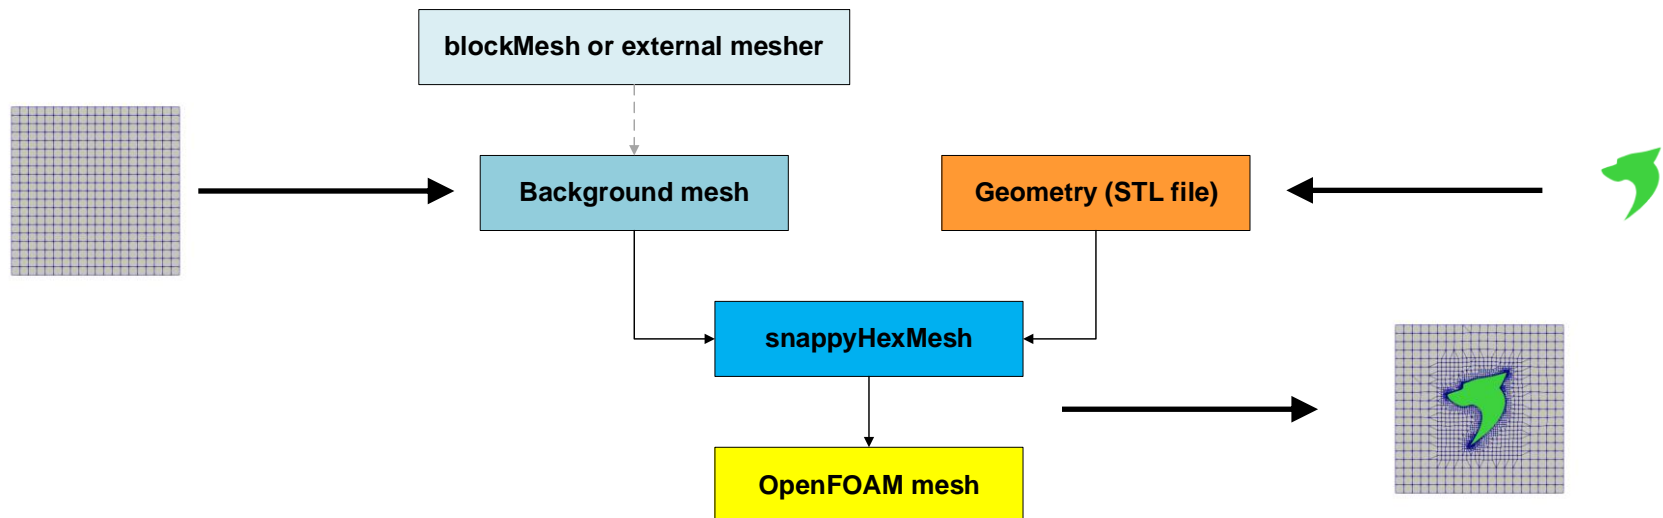 blockMesh or external mesher
Background mesh
Geometry (STL file)
snappyHexMesh
OpenFOAM mesh